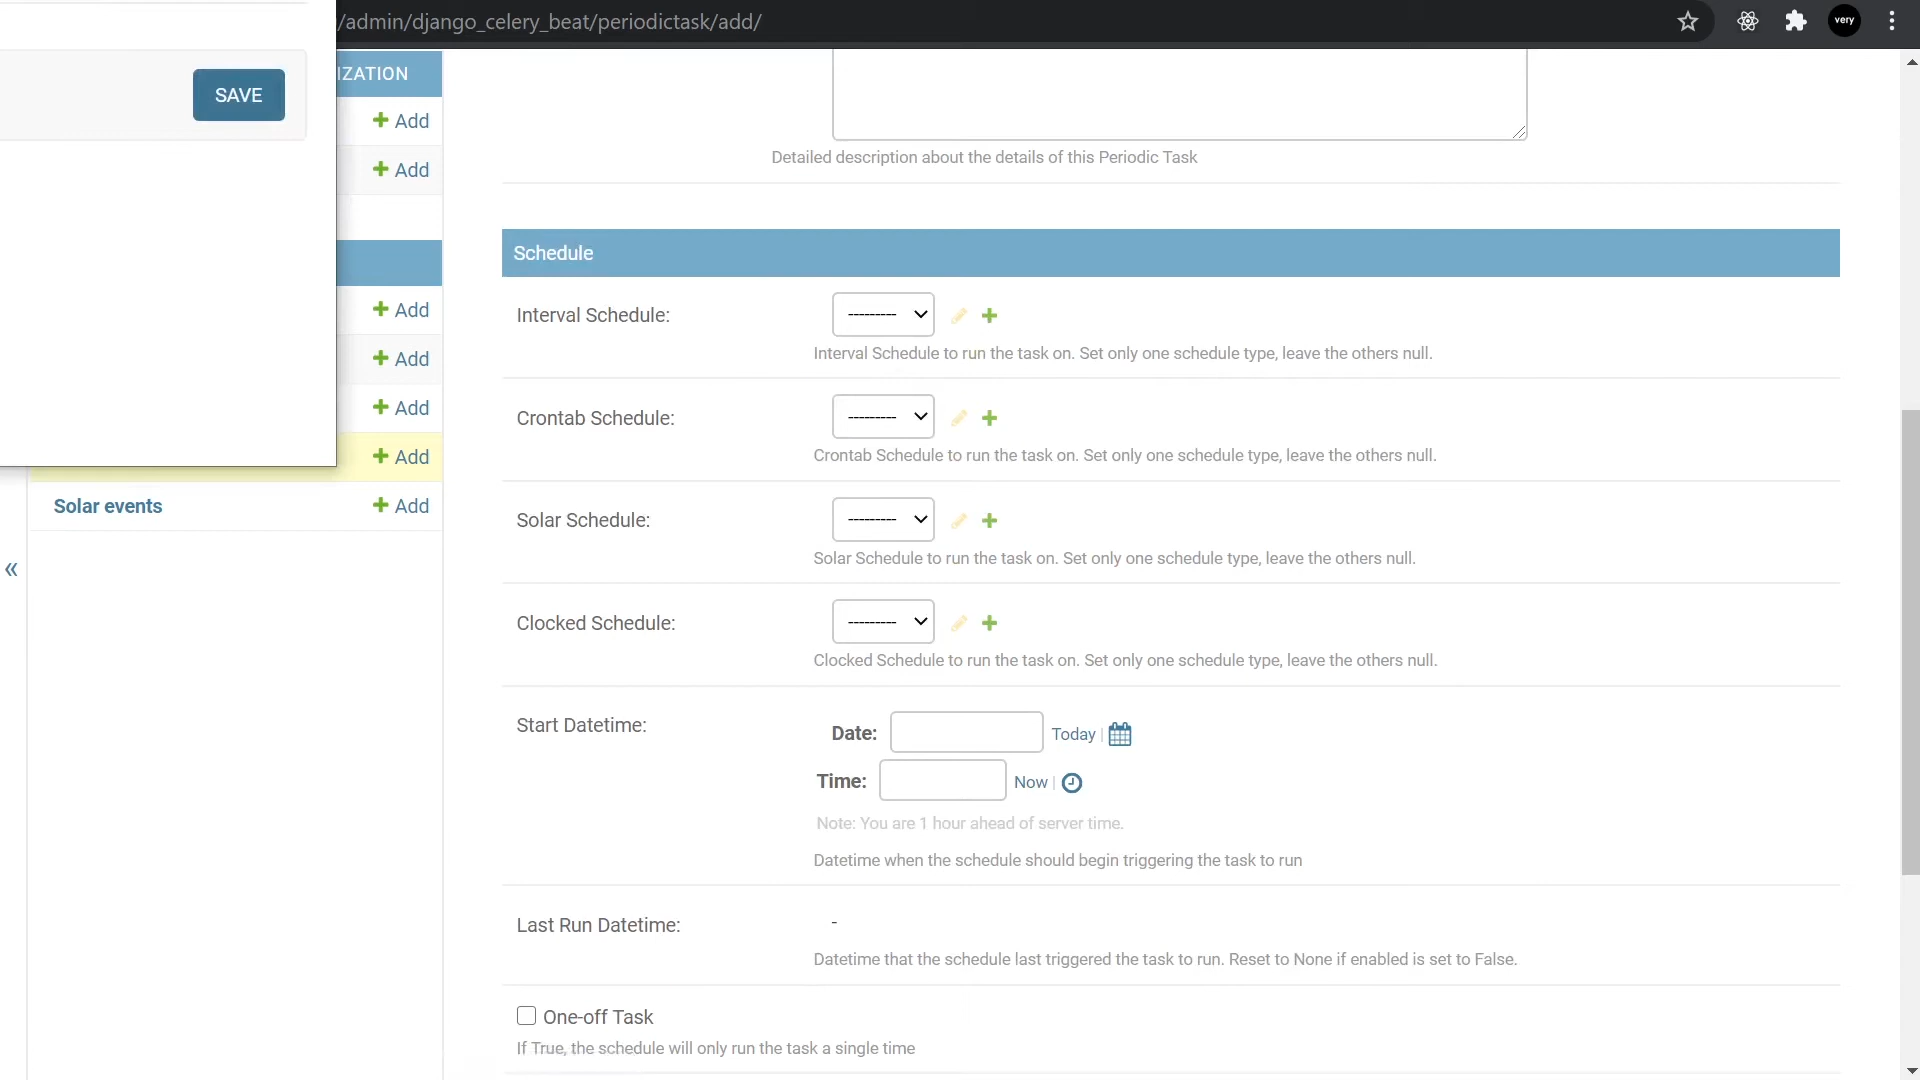 /admin/django_celery_beat/periodictask/add/
very
SAVE
IZATION
Add
Add
Add
Add
Add
Add
Solar events
Add
«
Detailed description about the details of this Periodic Task
Schedule
Interval Schedule:
---------
Interval Schedule to run the task on. Set only one schedule type, leave the others null.
Crontab Schedule:
---------
Crontab Schedule to run the task on. Set only one schedule type, leave the others null.
Solar Schedule:
---------
Solar Schedule to run the task on. Set only one schedule type, leave the others null.
Clocked Schedule:
---------
Clocked Schedule to run the task on. Set only one schedule type, leave the others null.
Start Datetime:
Date: Today |
Time: Now |
Note: You are 1 hour ahead of server time.
Datetime when the schedule should begin triggering the task to run
Last Run Datetime:
-
Datetime that the schedule last triggered the task to run. Reset to None if enabled is set to False.
One-off Task
If True, the schedule will only run the task a single time